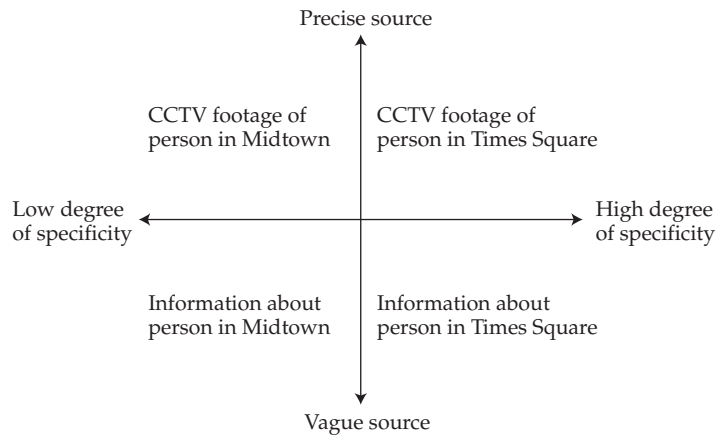 Precise source
CCTV footage of
person in Midtown
CCTV footage of
person in Times Square
Low degree
of specificity
High degree
of specificity
Information about
person in Midtown
Information about
person in Times Square
Vague source